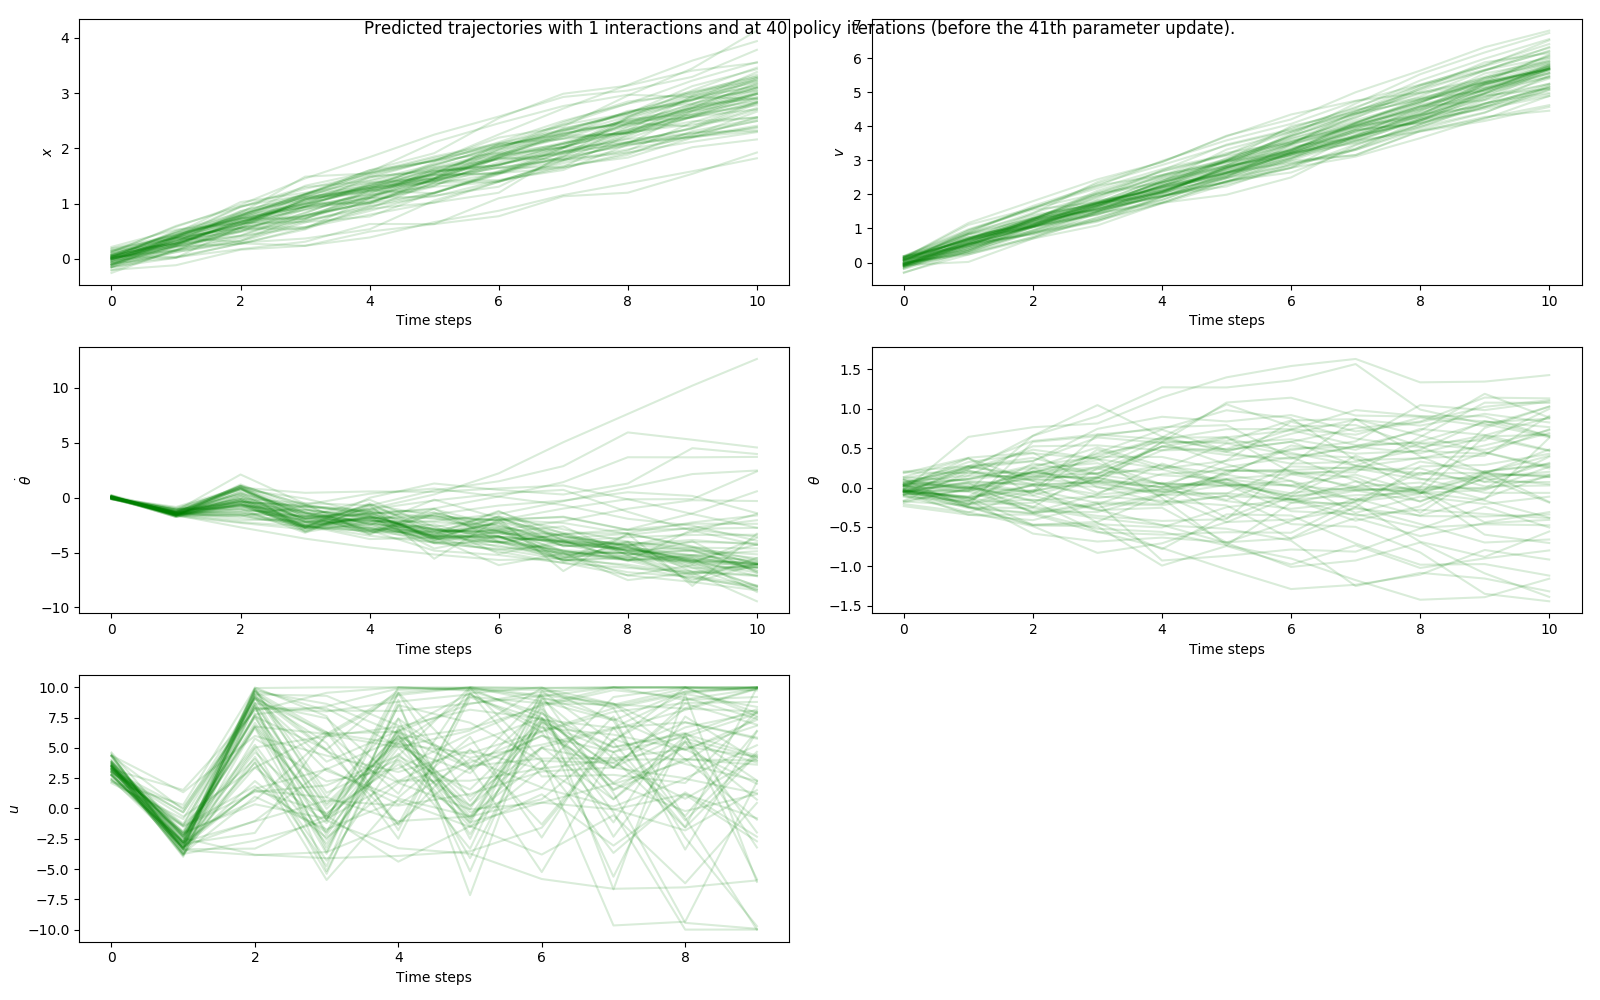 Predicted trajectories with 1 interactions and at 40 policy iterations (before the 41th parameter update).
4
3
2
1
0
x
0 2 4 6 8 10
Time steps
7
6
5
4
3
2
1
0
v
0 2 4 6 8 10
Time steps
10
5
0
−5
−10
θ̇
0 2 4 6 8 10
Time steps
1.5
1.0
0.5
0.0
−0.5
−1.0
−1.5
θ
0 2 4 6 8 10
Time steps
10.0
7.5
5.0
2.5
0.0
−2.5
−5.0
−7.5
−10.0
u
0 2 4 6 8
Time steps